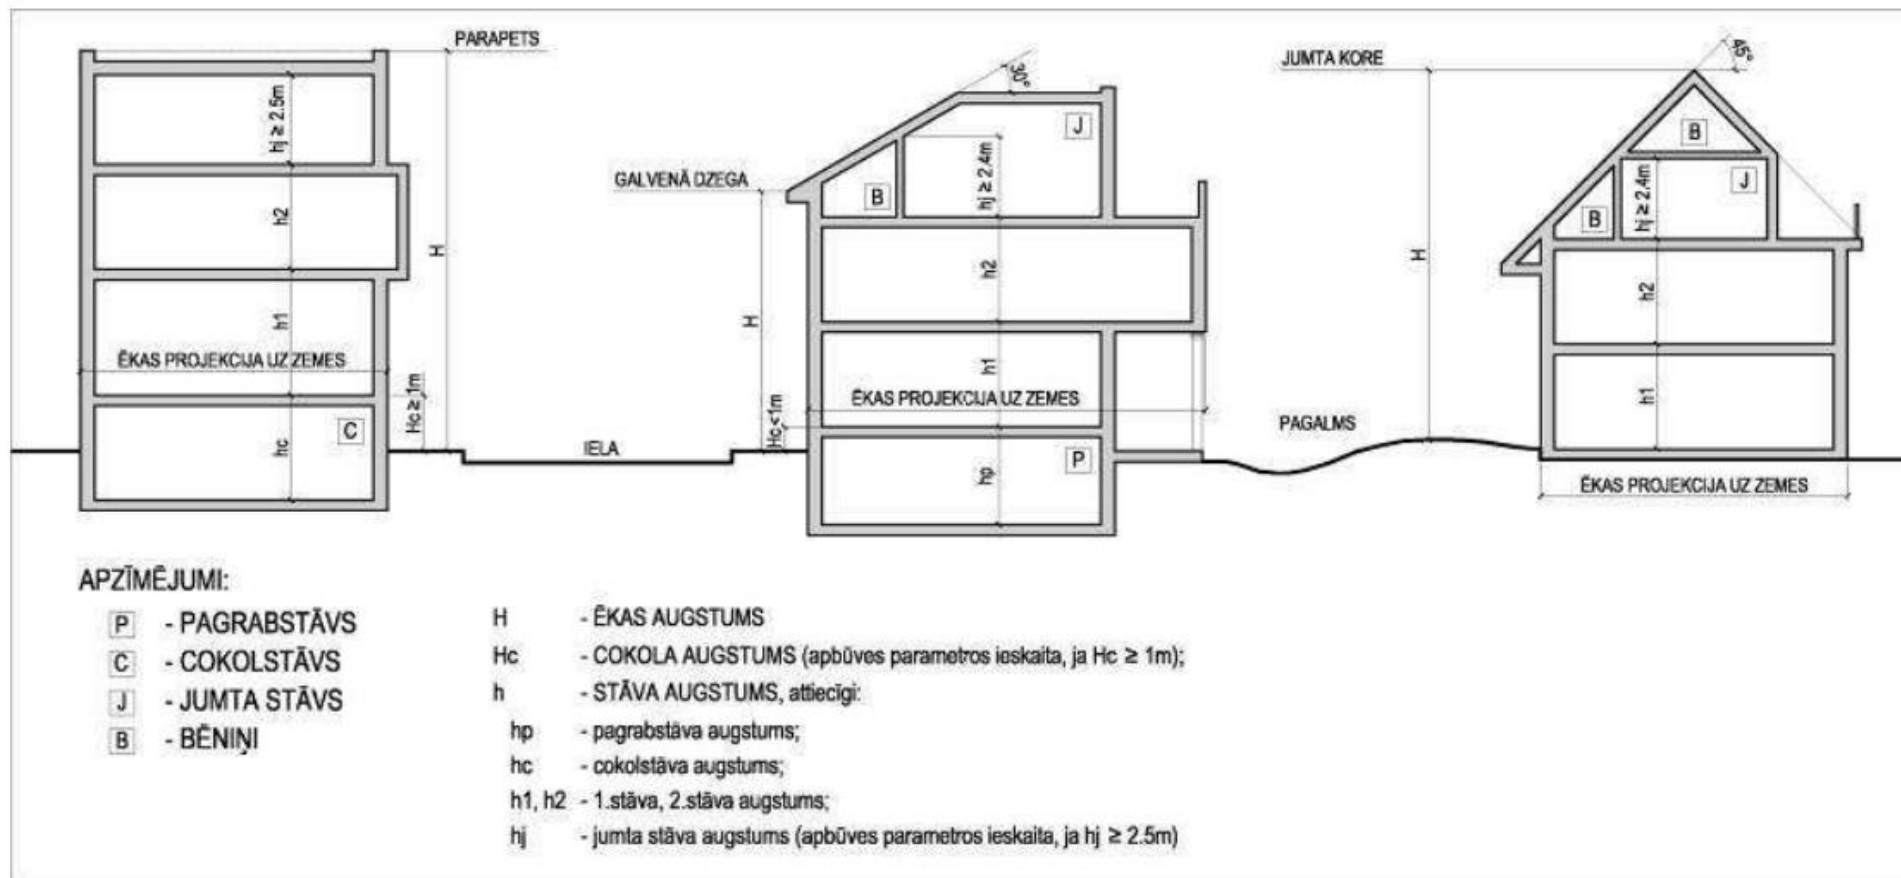 PARAPETS
hj ≥ 2.5m
h2
H
h1
ĒKAS PROJEKCIJA UZ ZEMES
Hc ≥ 1m
hc
C
IELA
30°
J
GALVENĀ DZEGA
B
hj ≥ 2.4m
h2
H
h1
ĒKAS PROJEKCIJA UZ ZEMES
Hc <1m
hp
P
JUMTA KORE
45°
B
J
hj ≥ 2.4m
B
H
h2
h1
PAGALMS
ĒKAS PROJEKCIJA UZ ZEMES
APZĪMĒJUMI:
P - PAGRABSTĀVS
C - COKOLSTĀVS
J - JUMTA STĀVS
B - BĒNIŅI
H - ĒKAS AUGSTUMS
Hc - COKOLA AUGSTUMS (apbūves parametros ieskaita, ja Hc ≥ 1m);
h - STĀVA AUGSTUMS, attiecīgi:
hp - pagrabstāva augstums;
hc - cokolstāva augstums;
h1, h2 - 1.stāva, 2.stāva augstums;
hj - jumta stāva augstums (apbūves parametros ieskaita, ja hj ≥ 2.5m)